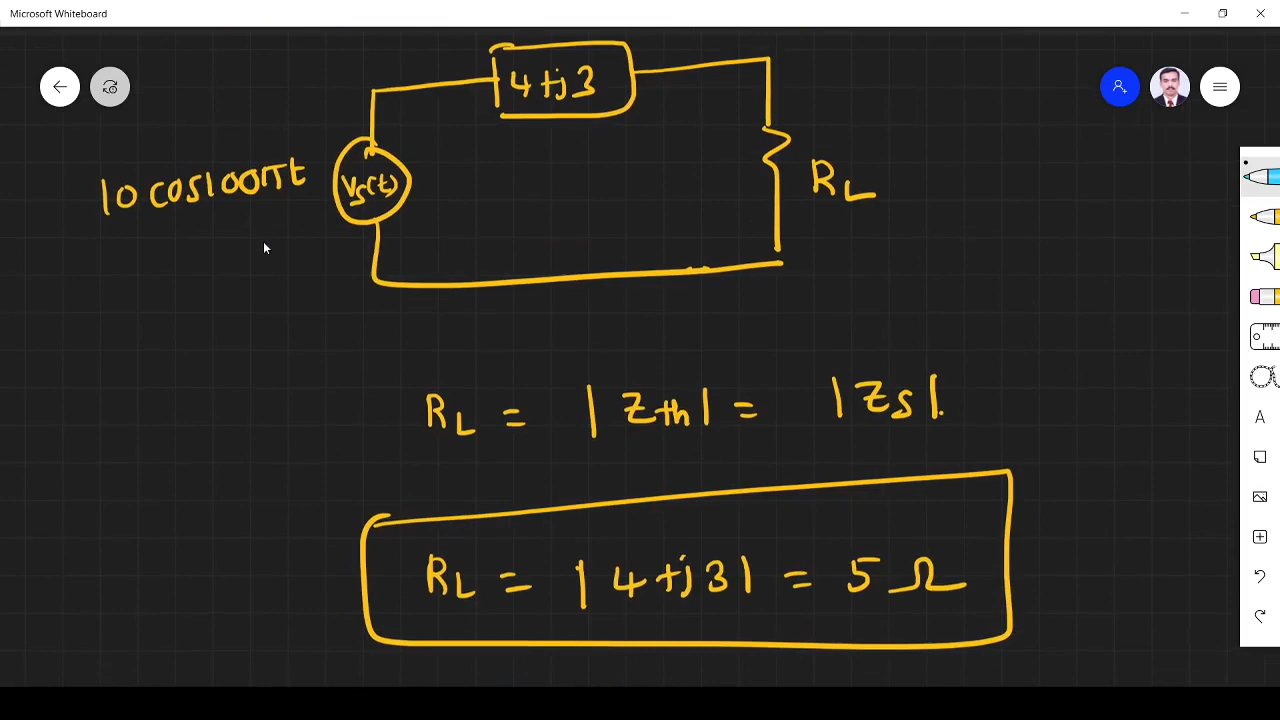 Microsoft Whiteboard
4+j3
10 cos100πt
Vs(t)
RL
RL = |Zth| = |Zs|.
RL = |4+j3| = 5 Ω
A